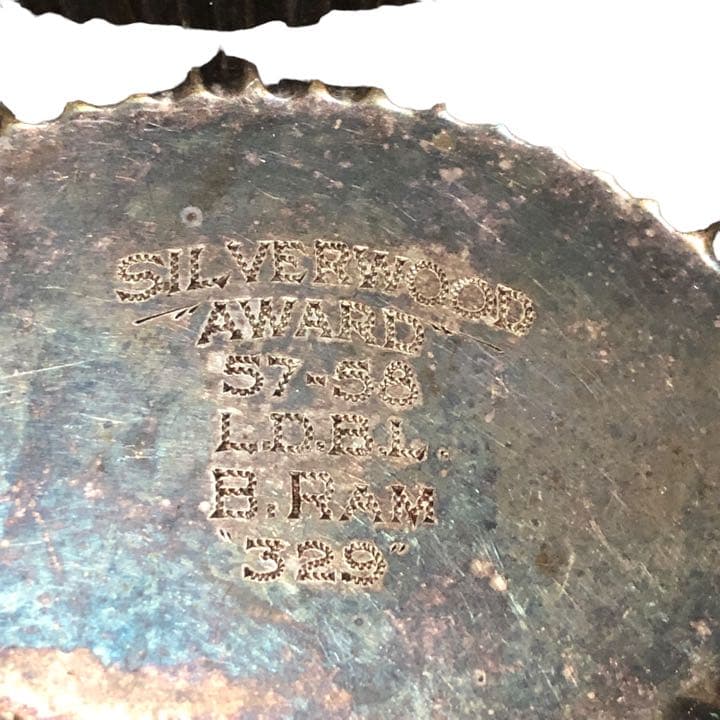 SILVERWOOD
"AWARD"
57-58
L.D.B.L.
B. RAM
"329"